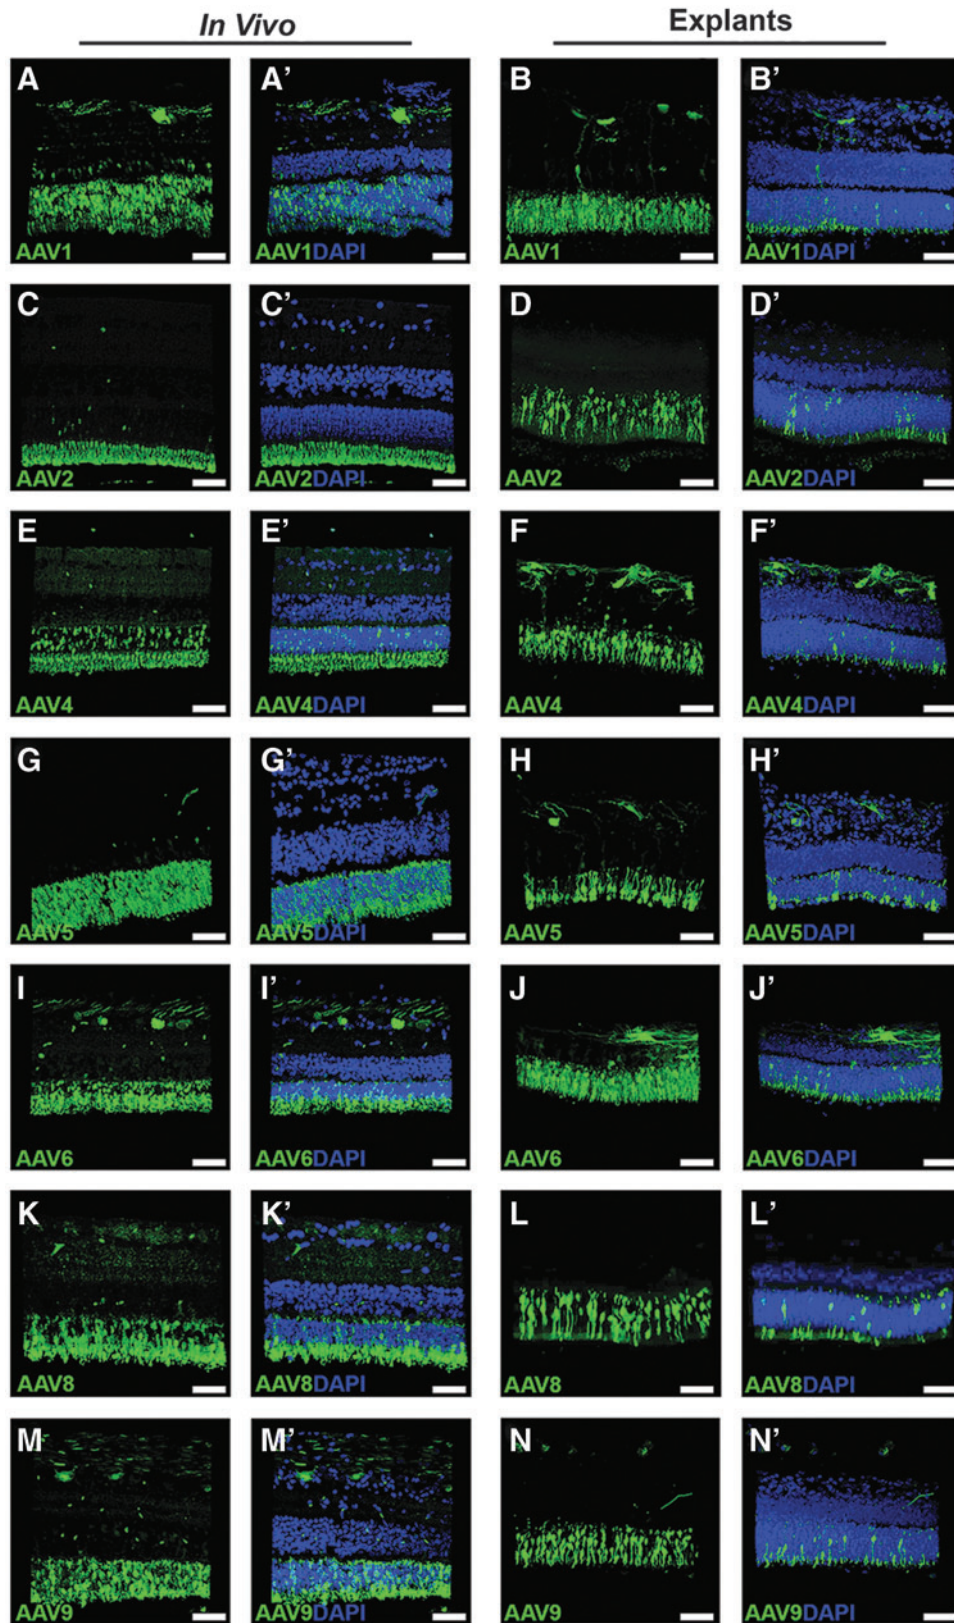 In Vivo Explants
A A' B B'
AAV1 AAV1DAPI AAV1 AAV1DAPI
C C' D D'
AAV2 AAV2DAPI AAV2 AAV2DAPI
E E' F F'
AAV4 AAV4DAPI AAV4 AAV4DAPI
G G' H H'
AAV5 AAV5DAPI AAV5 AAV5DAPI
I I' J J'
AAV6 AAV6DAPI AAV6 AAV6DAPI
K K' L L'
AAV8 AAV8DAPI AAV8 AAV8DAPI
M M' N N'
AAV9 AAV9DAPI AAV9 AAV9DAPI